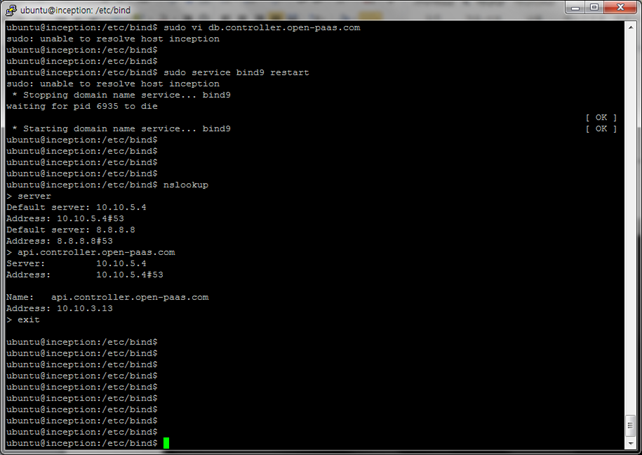 ubuntu@inception: /etc/bind
ubuntu@inception:/etc/bind$ sudo vi db.controller.open-paas.com
sudo: unable to resolve host inception
ubuntu@inception:/etc/bind$
ubuntu@inception:/etc/bind$
ubuntu@inception:/etc/bind$ sudo service bind9 restart
sudo: unable to resolve host inception
 * Stopping domain name service... bind9
waiting for pid 6935 to die
[ OK ]
 * Starting domain name service... bind9 [ OK ]
ubuntu@inception:/etc/bind$
ubuntu@inception:/etc/bind$
ubuntu@inception:/etc/bind$
ubuntu@inception:/etc/bind$
ubuntu@inception:/etc/bind$ nslookup
> server
Default server: 10.10.5.4
Address: 10.10.5.4#53
Default server: 8.8.8.8
Address: 8.8.8.8#53
> api.controller.open-paas.com
Server: 10.10.5.4
Address: 10.10.5.4#53
Name: api.controller.open-paas.com
Address: 10.10.3.13
> exit
ubuntu@inception:/etc/bind$
ubuntu@inception:/etc/bind$
ubuntu@inception:/etc/bind$
ubuntu@inception:/etc/bind$
ubuntu@inception:/etc/bind$
ubuntu@inception:/etc/bind$
ubuntu@inception:/etc/bind$
ubuntu@inception:/etc/bind$
ubuntu@inception:/etc/bind$
ubuntu@inception:/etc/bind$